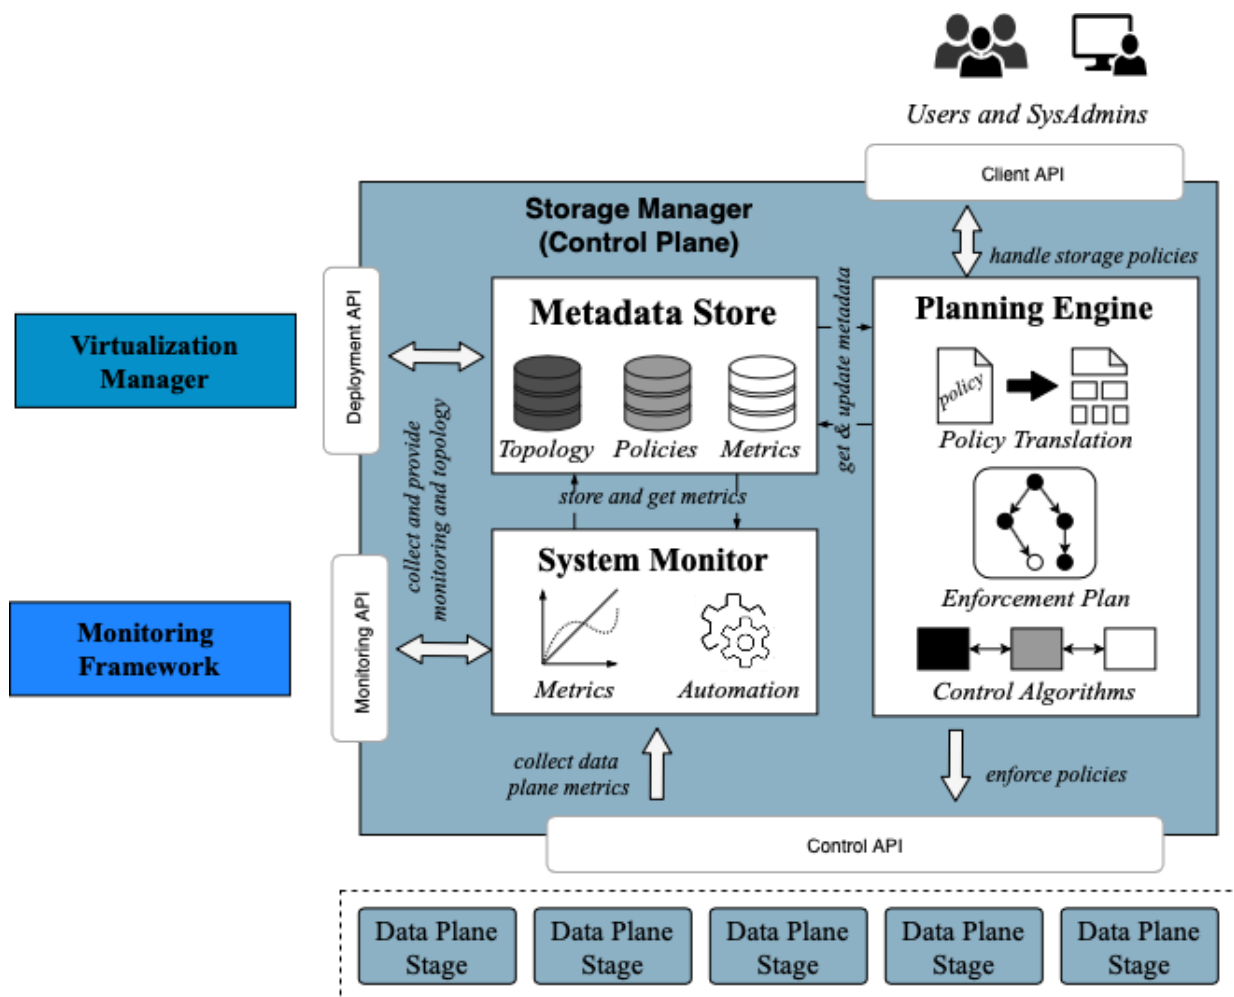 Users and SysAdmins
Client API
Storage Manager
(Control Plane)
handle storage policies
Deployment API
Virtualization
Manager
Metadata Store
Topology
Policies
Metrics
get & update metadata
Planning Engine
policy
Policy Translation
Enforcement Plan
Control Algorithms
collect and provide
monitoring and topology
store and get metrics
System Monitor
Metrics
Automation
Monitoring API
Monitoring
Framework
collect data
plane metrics
enforce policies
Control API
Data Plane
Stage
Data Plane
Stage
Data Plane
Stage
Data Plane
Stage
Data Plane
Stage